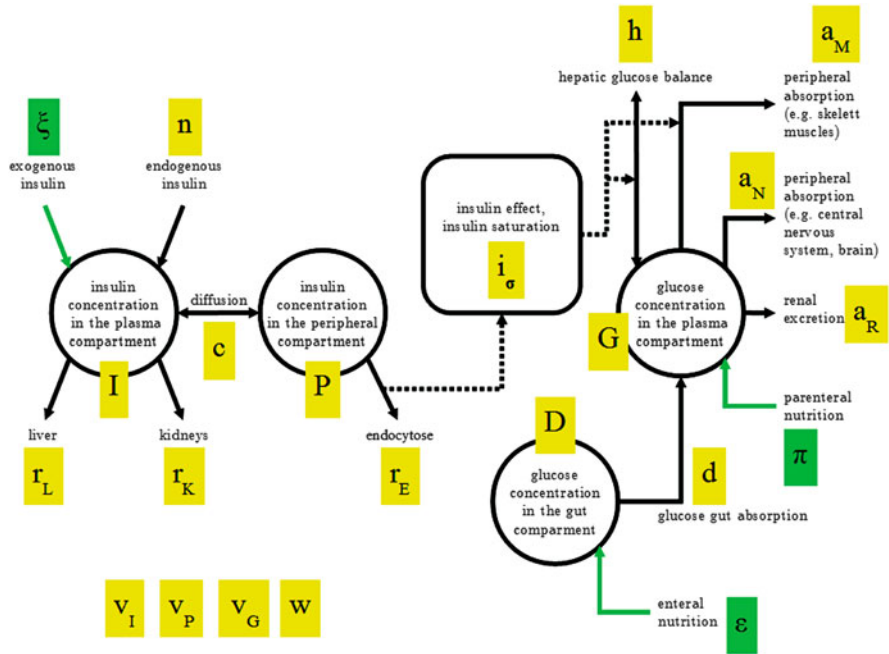 h
a_M
hepatic glucose balance
peripheral
absorption
(e.g. skelett
muscles)
ξ
exogenous
insulin
n
endogenous
insulin
a_N
peripheral
absorption
(e.g. central
nervous
system, brain)
insulin effect,
insulin saturation
i_σ
insulin
concentration
in the plasma
compartment
I
diffusion
c
insulin
concentration
in the peripheral
compartment
P
glucose
concentration
in the plasma
compartment
G
renal
excretion
a_R
liver
r_L
kidneys
r_K
endocytose
r_E
parenteral
nutrition
π
D
glucose
concentration
in the gut
comparment
d
glucose gut absorption
enteral
nutrition
ε
v_I
v_P
v_G
w